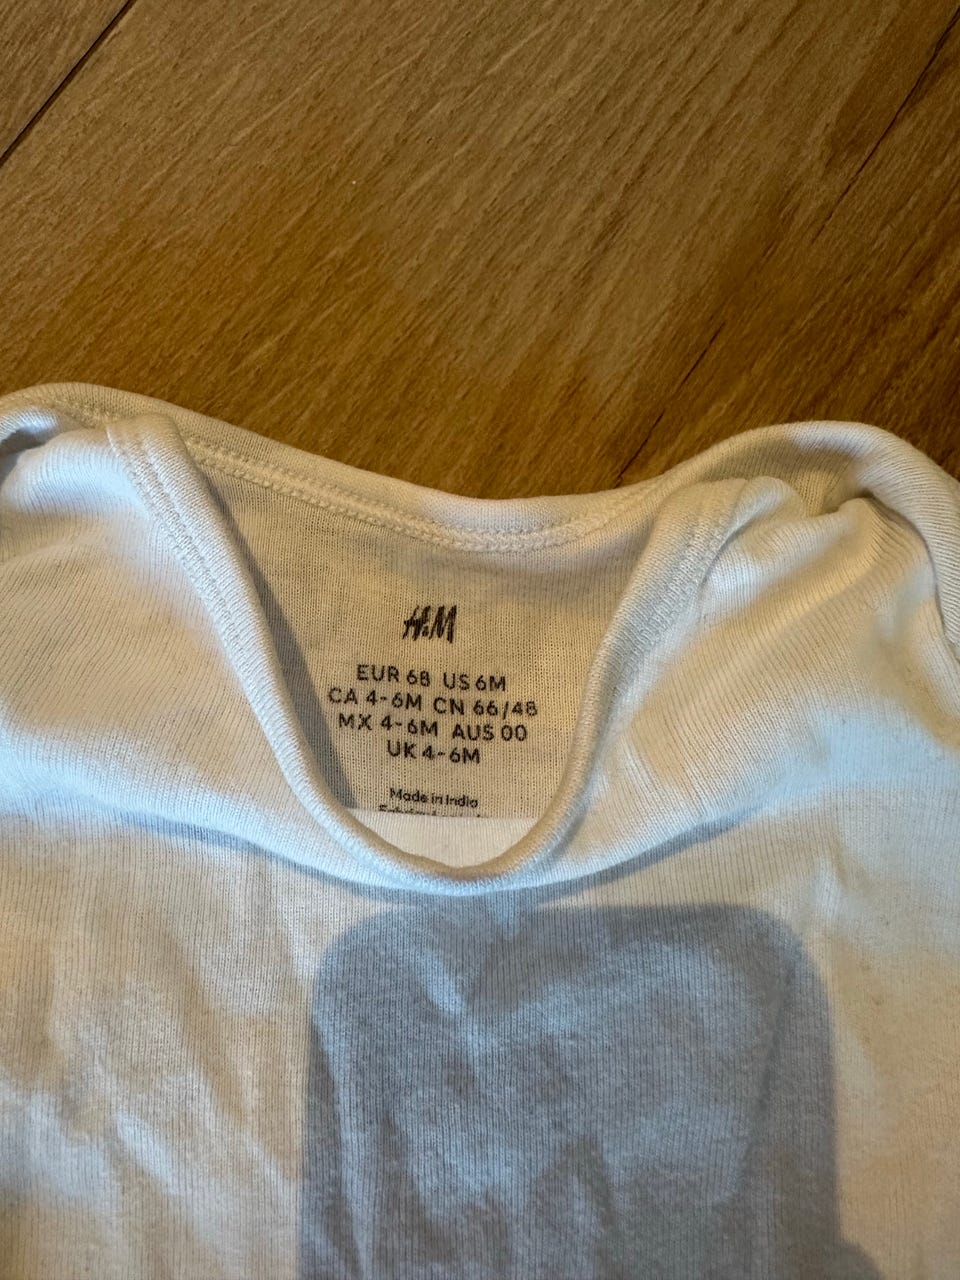 H&M
EUR 68 US 6M
CA 4-6M CN 66/48
MX 4-6M AUS 00
UK 4-6M
Made in India